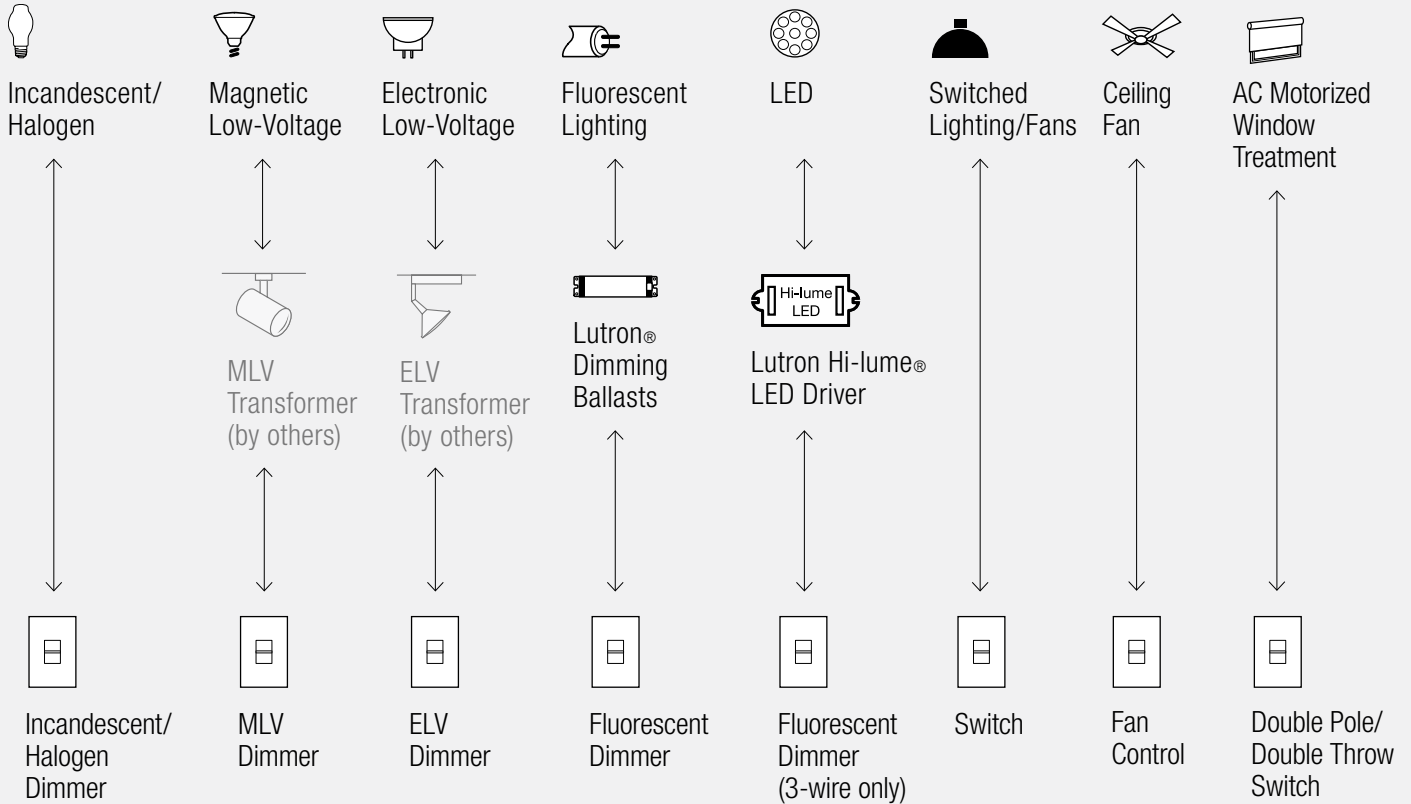 Incandescent/
Halogen
Magnetic
Low-Voltage
Electronic
Low-Voltage
Fluorescent
Lighting
LED
Switched
Lighting/Fans
Ceiling
Fan
AC Motorized
Window
Treatment
MLV
Transformer
(by others)
ELV
Transformer
(by others)
Lutron®
Dimming
Ballasts
Hi-lume
LED
Lutron Hi-lume®
LED Driver
Incandescent/
Halogen
Dimmer
MLV
Dimmer
ELV
Dimmer
Fluorescent
Dimmer
Fluorescent
Dimmer
(3-wire only)
Switch
Fan
Control
Double Pole/
Double Throw
Switch